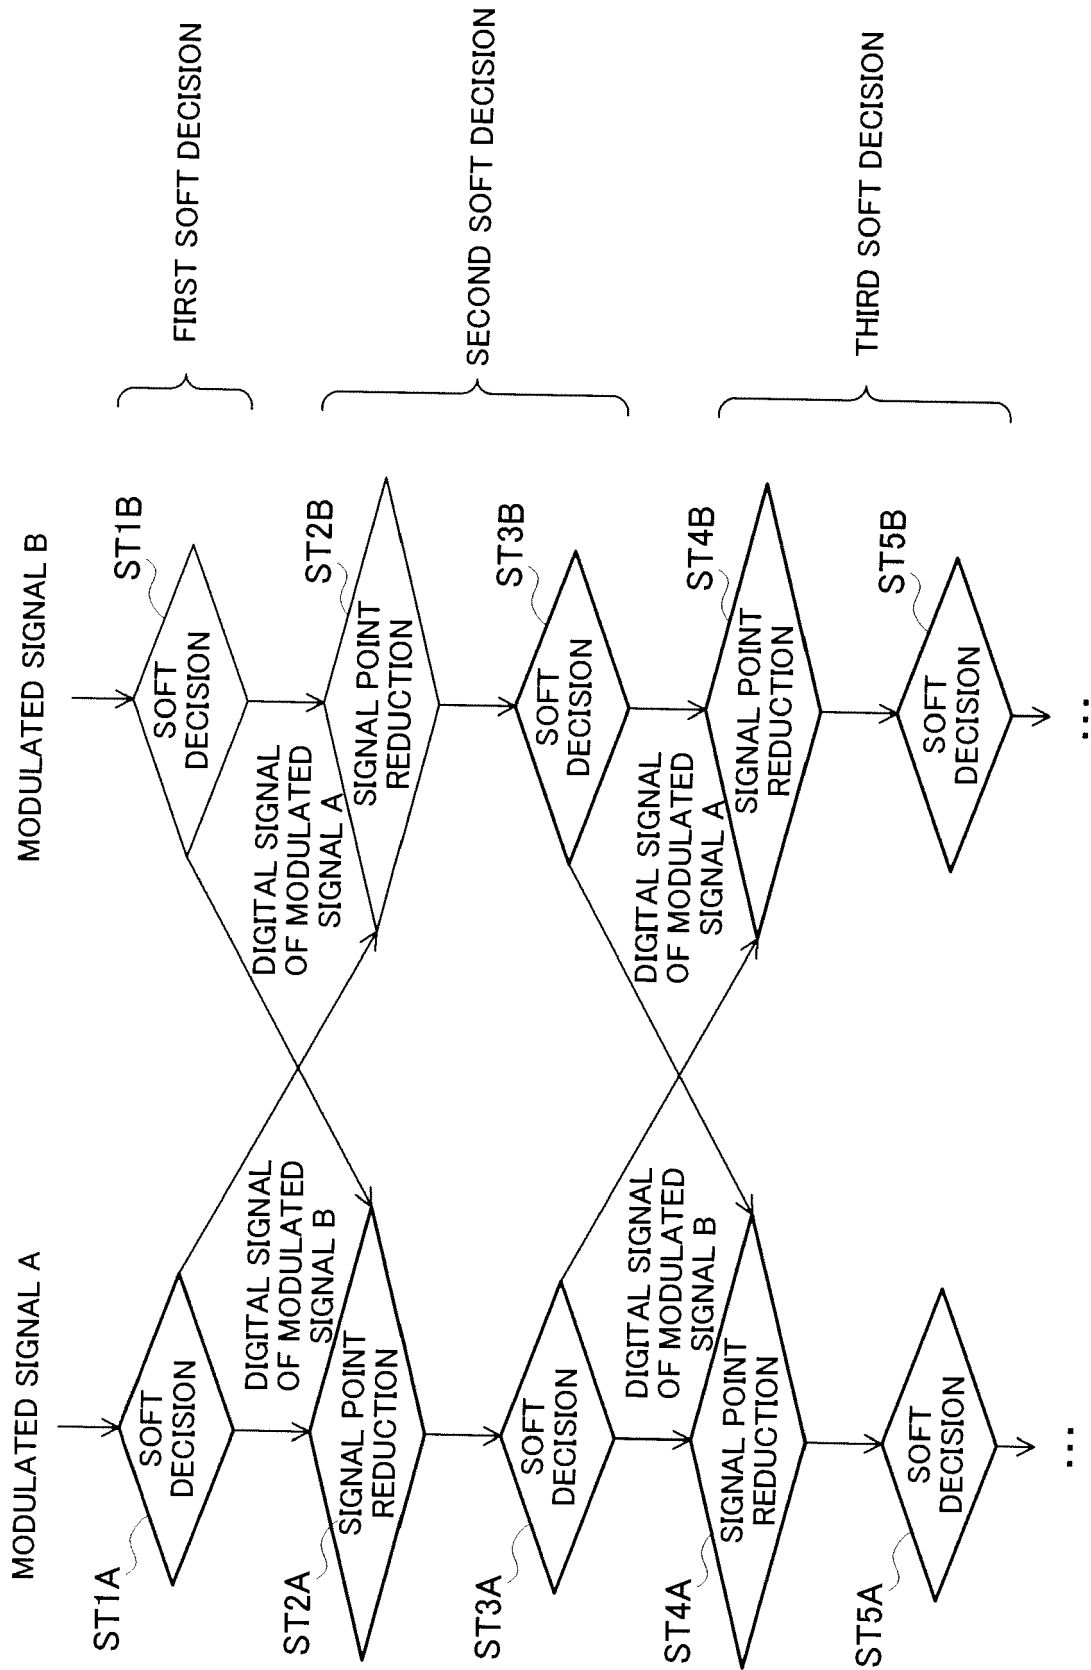 MODULATED SIGNAL A
MODULATED SIGNAL B
ST1A
SOFT
DECISION
ST1B
SOFT
DECISION
FIRST SOFT DECISION
DIGITAL SIGNAL
OF MODULATED
SIGNAL B
DIGITAL SIGNAL
OF MODULATED
SIGNAL A
ST2A
SIGNAL POINT
REDUCTION
ST2B
SIGNAL POINT
REDUCTION
SECOND SOFT DECISION
ST3A
SOFT
DECISION
ST3B
SOFT
DECISION
DIGITAL SIGNAL
OF MODULATED
SIGNAL B
DIGITAL SIGNAL
OF MODULATED
SIGNAL A
ST4A
SIGNAL POINT
REDUCTION
ST4B
SIGNAL POINT
REDUCTION
THIRD SOFT DECISION
ST5A
SOFT
DECISION
ST5B
SOFT
DECISION
...
...